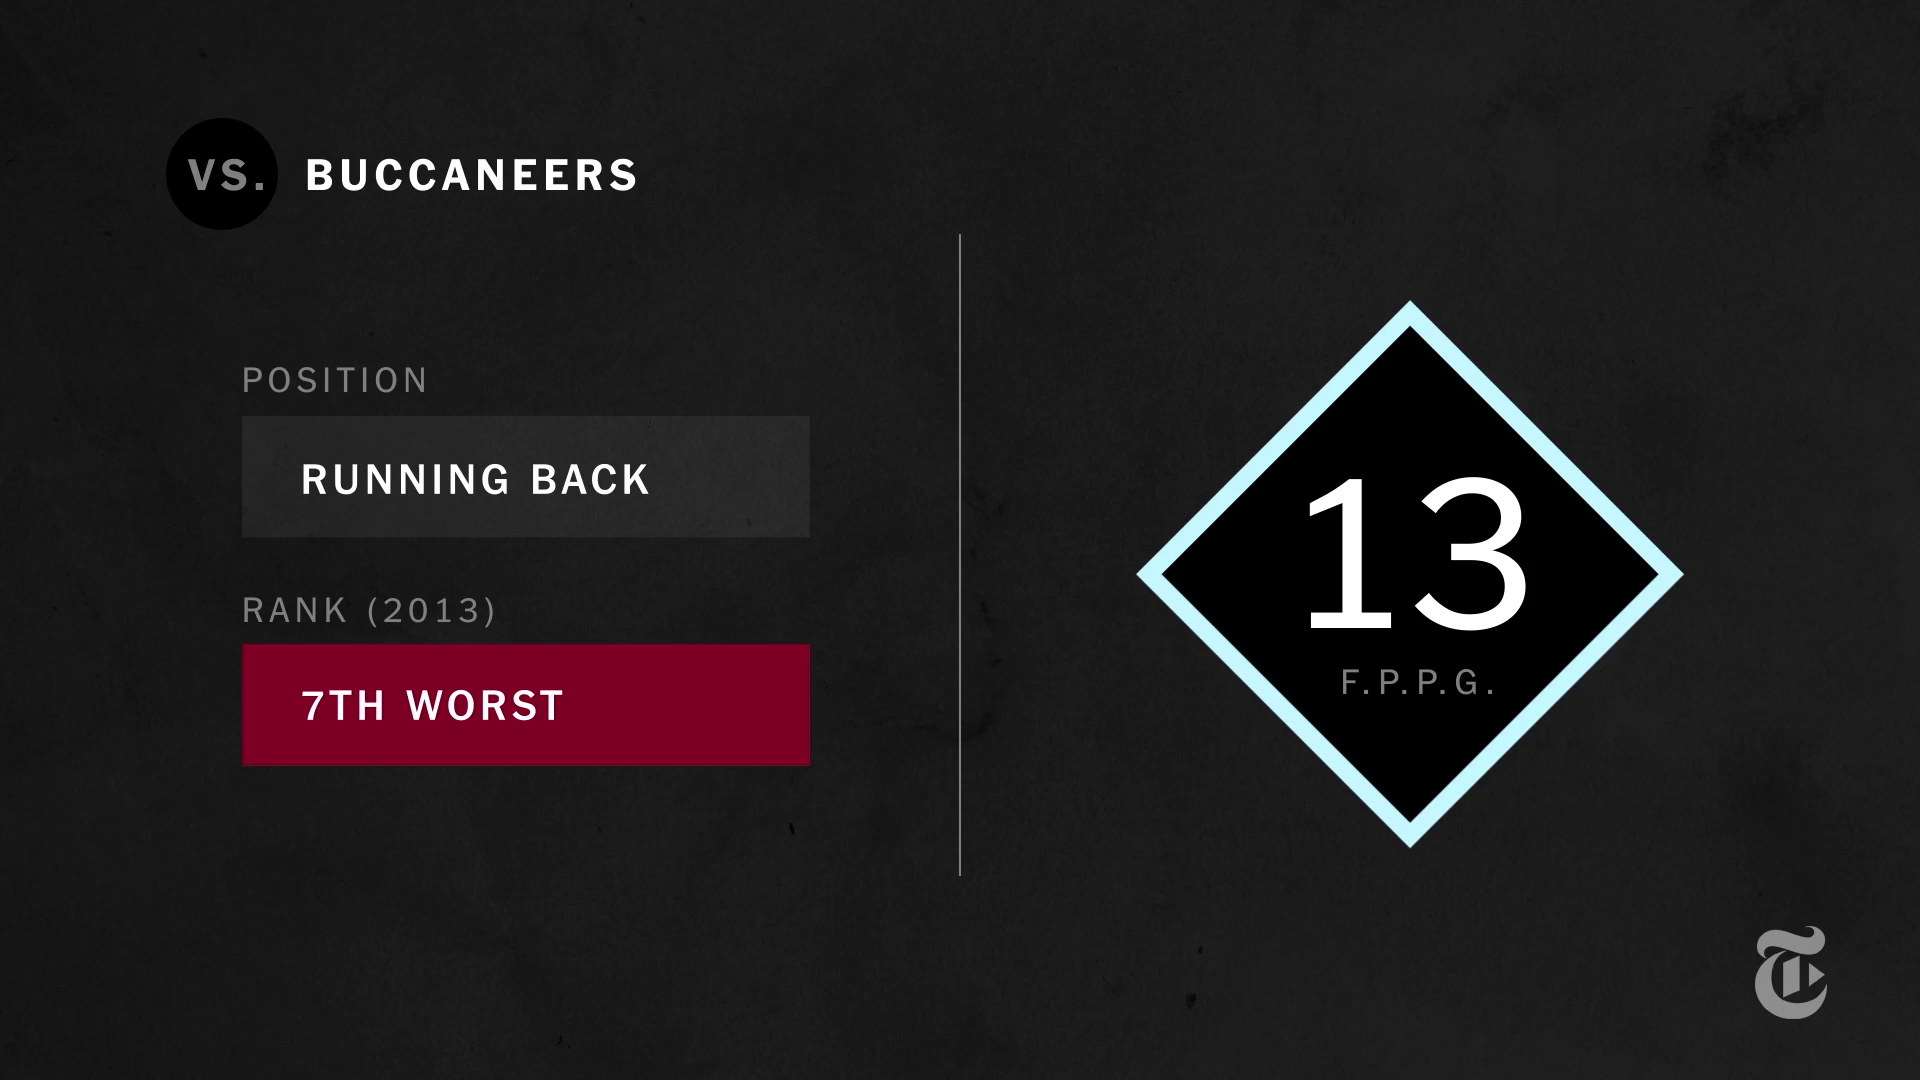 VS. BUCCANEERS
POSITION
RUNNING BACK
RANK (2013)
7TH WORST
13
F.P.P.G.
T